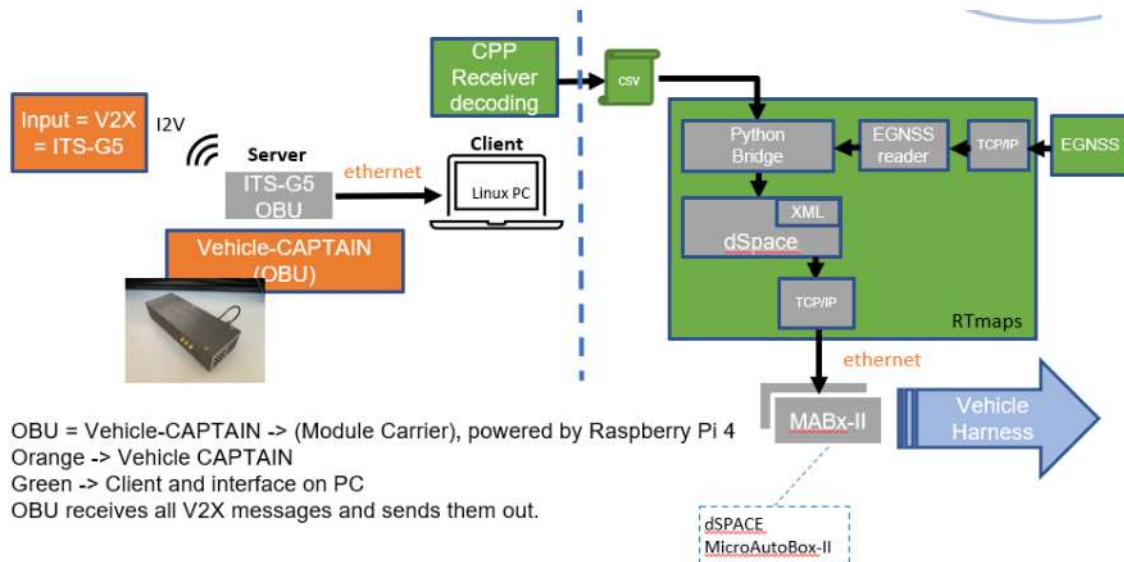 CPP
Receiver
decoding
CSV
Input = V2X
= ITS-G5
I2V
Server
ITS-G5
OBU
ethernet
Client
Linux PC
Vehicle-CAPTAIN
(OBU)
Python
Bridge
EGNSS
reader
TCP/IP
EGNSS
XML
dSpace
TCP/IP
RTmaps
ethernet
MABx-II
Vehicle
Harness
OBU = Vehicle-CAPTAIN -> (Module Carrier), powered by Raspberry Pi 4
Orange -> Vehicle CAPTAIN
Green -> Client and interface on PC
OBU receives all V2X messages and sends them out.
dSPACE
MicroAutoBox-II